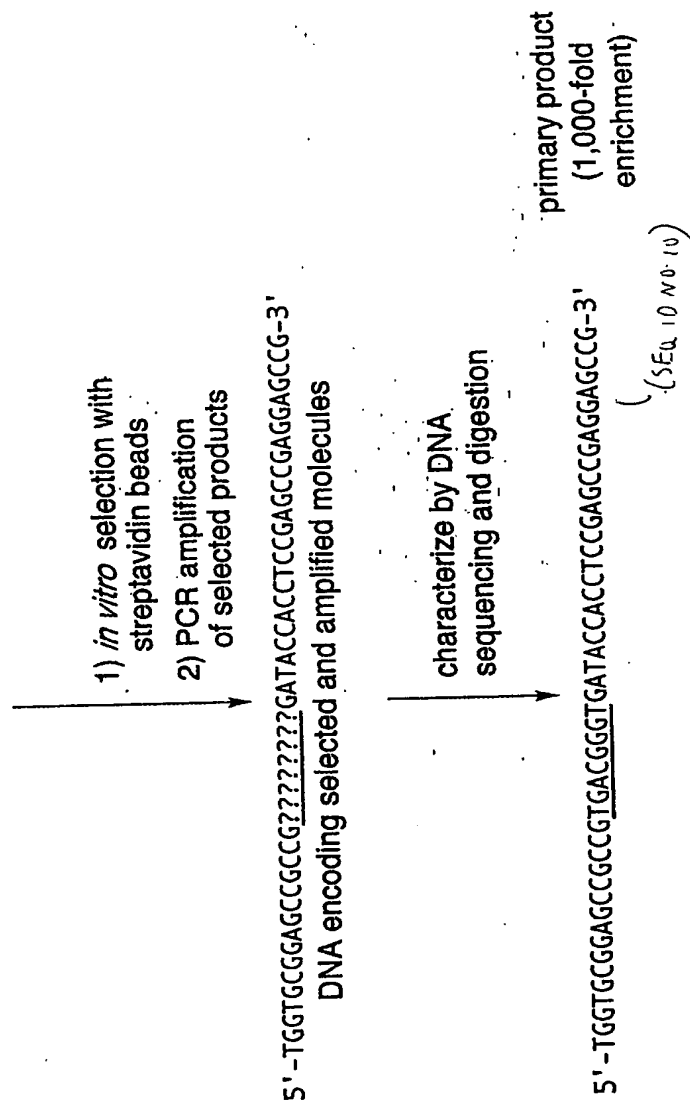 1) in vitro selection with
streptavidin beads
2) PCR amplification
of selected products
5'-TGGTGCGGAGCCGCCG?????????GATACCACCTCCGAGCCGAGGAGCCG-3'
DNA encoding selected and amplified molecules
characterize by DNA
sequencing and digestion
5'-TGGTGCGGAGCCGCCGTGACGGGTGATACCACCTCCGAGCCGAGGAGCCG-3'
(SEQ ID NO.10)
primary product
(1,000-fold
enrichment)